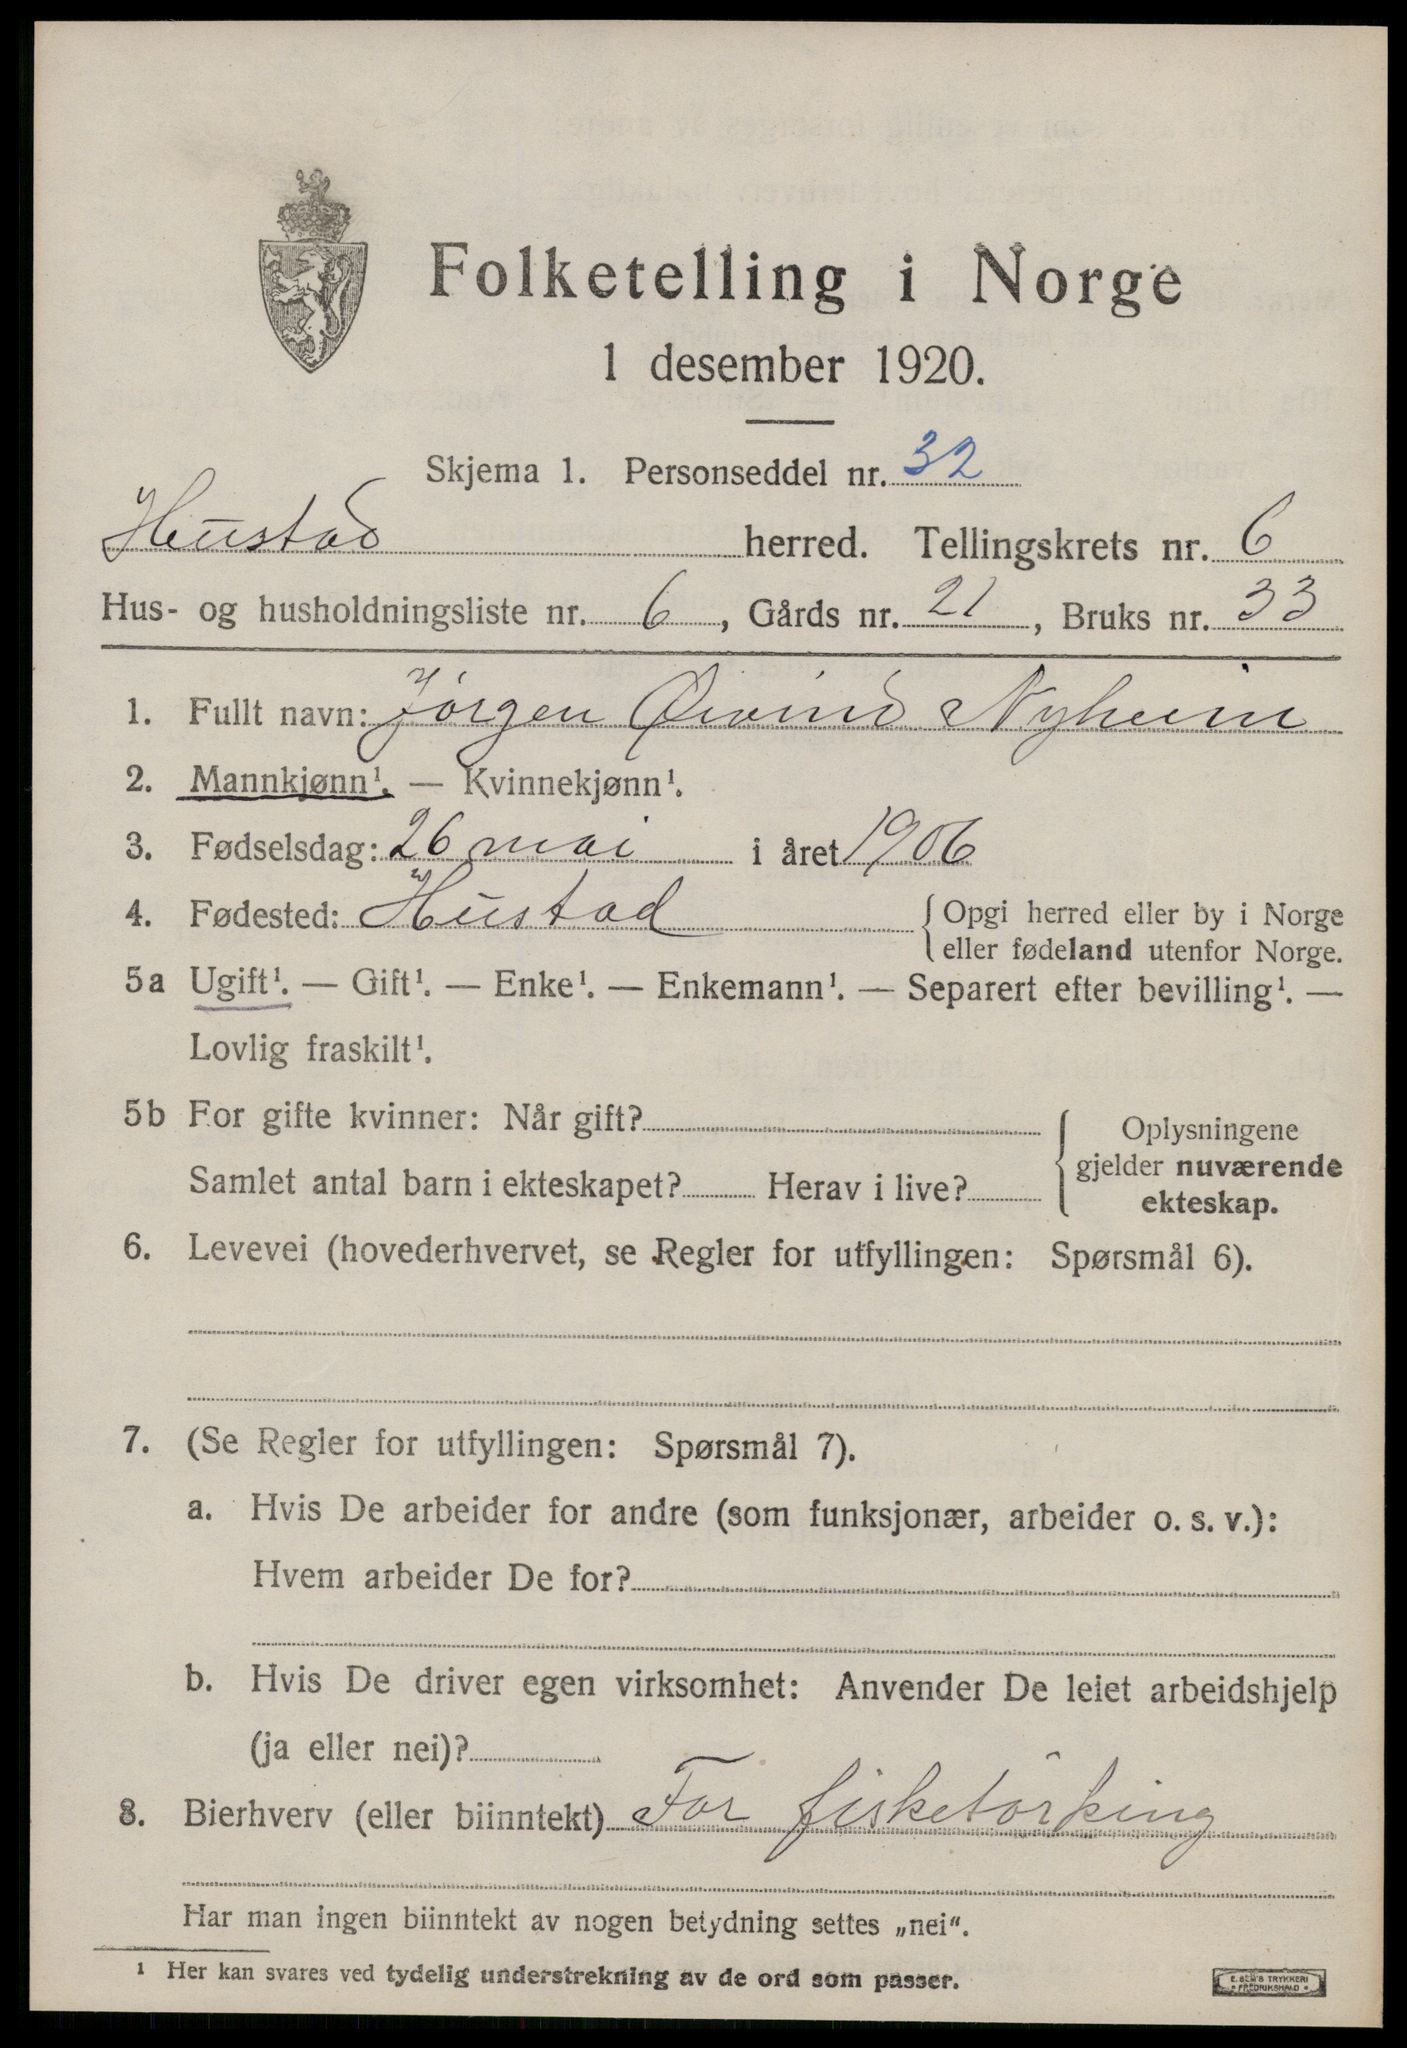 Folketelling i Norge
1 desember 1920.
Skjema 1. Personseddel nr. 32
Hustad herred. Tellingskrets nr. 6
Hus- og husholdningsliste nr. 6, Gårds nr. 21, Bruks nr. 33
1. Fullt navn: Jörgen Øivind Nyheim
2. Mannkjønn¹. — Kvinnekjønn¹.
3. Fødselsdag: 26 mai i året 1906
4. Fødested: Hustad { Opgi herred eller by i Norge
eller fødeland utenfor Norge.
5a Ugift¹. — Gift¹. — Enke¹. — Enkemann¹. — Separert efter bevilling¹. —
Lovlig fraskilt¹.
5b For gifte kvinner: Når gift? { Oplysningene
gjelder nuværende
Samlet antal barn i ekteskapet? Herav i live?
ekteskap.
6. Levevei (hovederhvervet, se Regler for utfyllingen: Spørsmål 6).
7. (Se Regler for utfyllingen: Spørsmål 7).
a. Hvis De arbeider for andre (som funksjonær, arbeider o. s. v.):
Hvem arbeider De for?
b. Hvis De driver egen virksomhet: Anvender De leiet arbeidshjelp
(ja eller nei)?
8. Bierhverv (eller biinntekt) For fisketörking
Har man ingen biinntekt av nogen betydning settes „nei“.
¹ Her kan svares ved tydelig understrekning av de ord som passer.
E. SEM'S TRYKKERI
FREDRIKSHALD